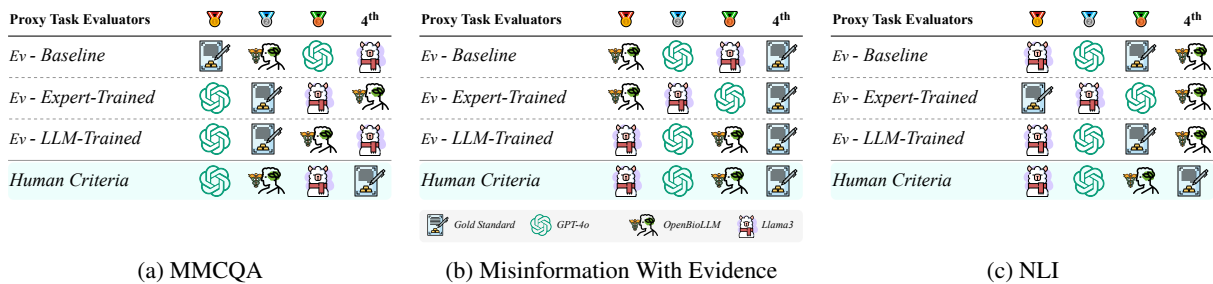 Proxy Task Evaluators 4th
Ev - Baseline
Ev - Expert-Trained
Ev - LLM-Trained
Human Criteria
(a) MMCQA
Proxy Task Evaluators 4th
Ev - Baseline
Ev - Expert-Trained
Ev - LLM-Trained
Human Criteria
Gold Standard GPT-4o OpenBioLLM Llama3
(b) Misinformation With Evidence
Proxy Task Evaluators 4th
Ev - Baseline
Ev - Expert-Trained
Ev - LLM-Trained
Human Criteria
(c) NLI